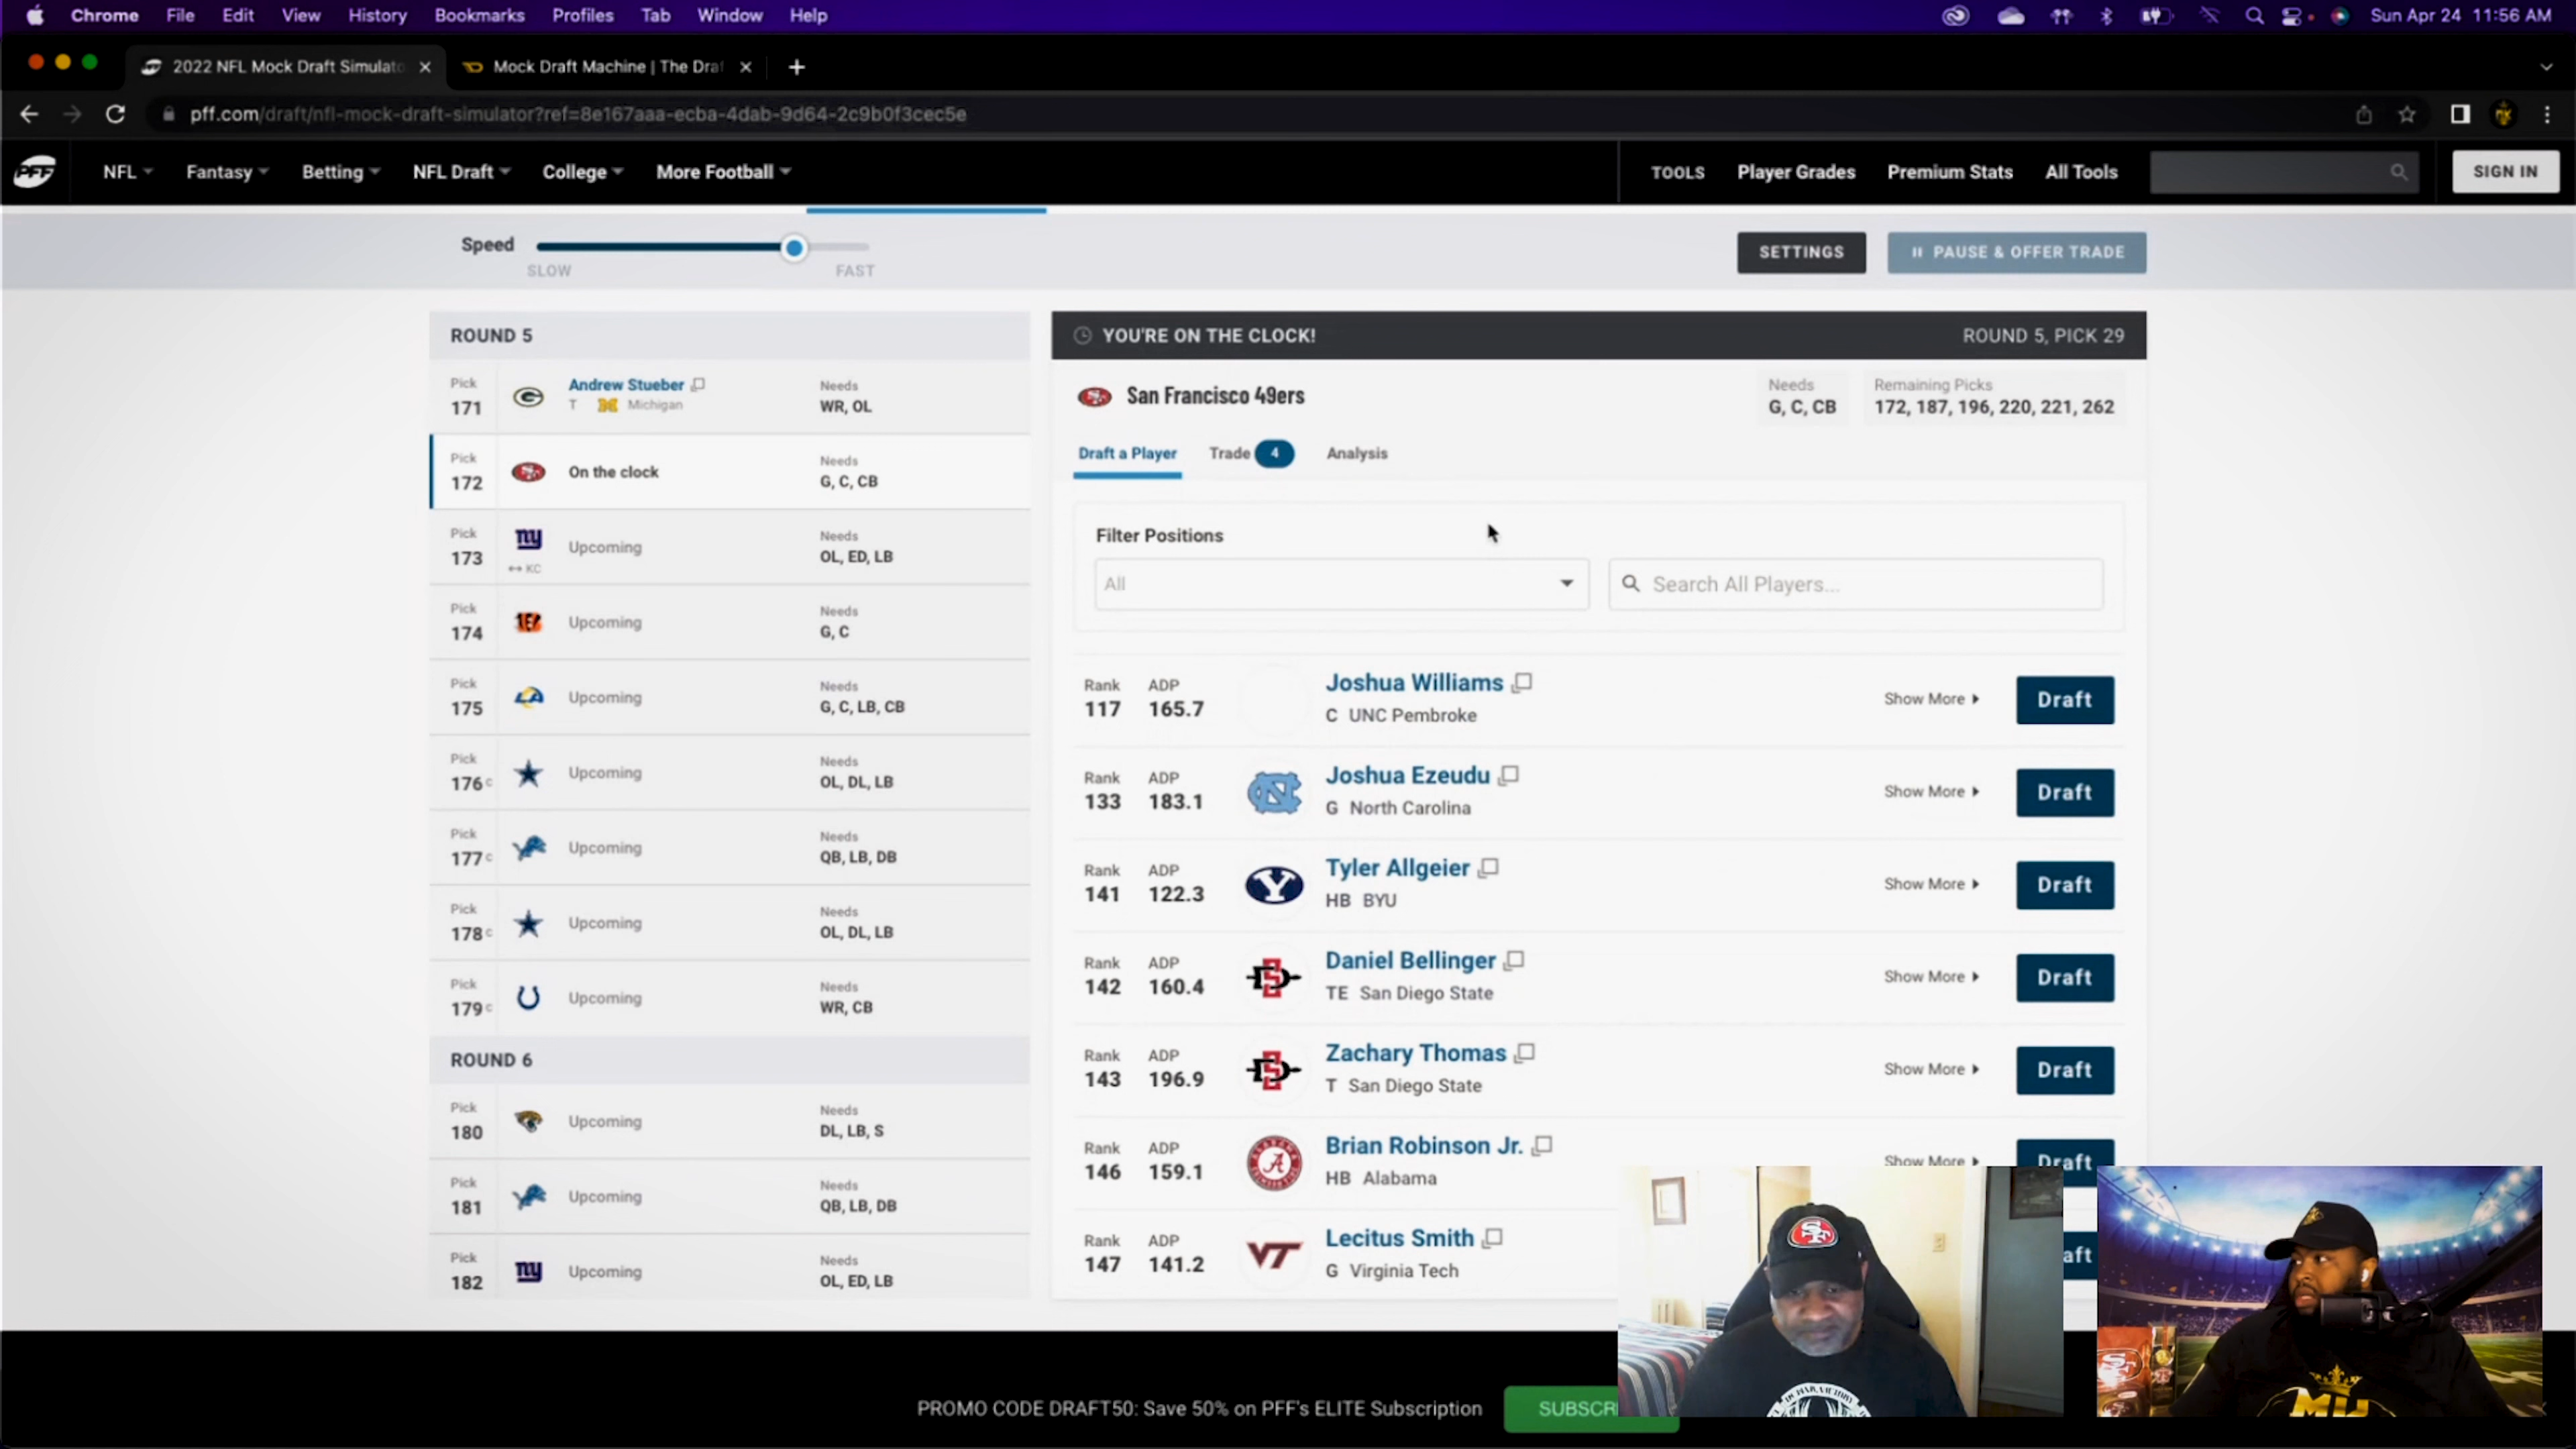 Chrome File Edit View History Bookmarks Profiles Tab Window Help
Sun Apr 24 11:56 AM
2022 NFL Mock Draft Simulato
Mock Draft Machine | The Draf
pff.com/draft/nfl-mock-draft-simulator?ref=8e167aaa-ecba-4dab-9d64-2c9b0f3cec5e
PFF NFL Fantasy Betting NFL Draft College More Football
TOOLS Player Grades Premium Stats All Tools SIGN IN
Speed
SLOW FAST
SETTINGS
PAUSE & OFFER TRADE
ROUND 5
Pick 171 Andrew Stueber Needs
T Michigan WR, OL
Pick 172 On the clock Needs
G, C, CB
Pick 173 Upcoming Needs
KC OL, ED, LB
Pick 174 Upcoming Needs
G, C
Pick 175 Upcoming Needs
G, C, LB, CB
Pick 176 C Upcoming Needs
OL, DL, LB
Pick 177 C Upcoming Needs
QB, LB, DB
Pick 178 C Upcoming Needs
OL, DL, LB
Pick 179 C Upcoming Needs
WR, CB
ROUND 6
Pick 180 Upcoming Needs
DL, LB, S
Pick 181 Upcoming Needs
QB, LB, DB
Pick 182 Upcoming Needs
OL, ED, LB
YOU'RE ON THE CLOCK! ROUND 5, PICK 29
San Francisco 49ers
Needs
G, C, CB
Remaining Picks
172, 187, 196, 220, 221, 262
Draft a Player Trade 4 Analysis
Filter Positions
All
Search All Players...
Rank ADP Joshua Williams Show More Draft
117 165.7 C UNC Pembroke
Rank ADP Joshua Ezeudu Show More Draft
133 183.1 G North Carolina
Rank ADP Tyler Allgeier Show More Draft
141 122.3 HB BYU
Rank ADP Daniel Bellinger Show More Draft
142 160.4 TE San Diego State
Rank ADP Zachary Thomas Show More Draft
143 196.9 T San Diego State
Rank ADP Brian Robinson Jr. Show More Draft
146 159.1 HB Alabama
Rank ADP Lecitus Smith aft
147 141.2 G Virginia Tech
PROMO CODE DRAFT50: Save 50% on PFF's ELITE Subscription
SUBSCRI